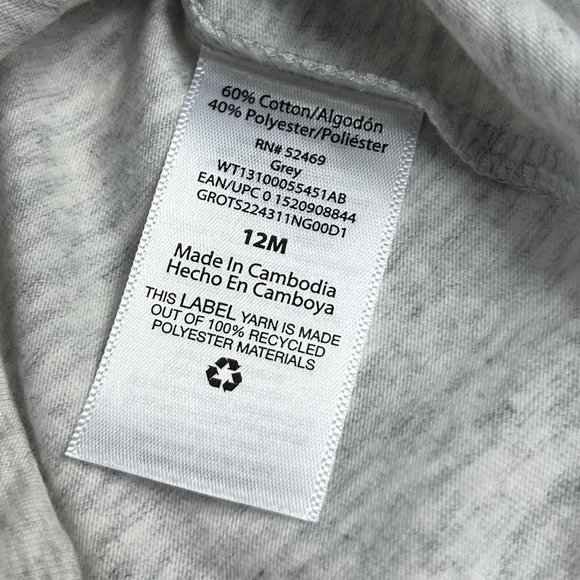 60% Cotton/Algodón
40% Polyester/Poliéster
RN# 52469
Grey
WT13100055451AB
EAN/UPC 0 1520908844
GROTS224311NG00D1
12M
Made In Cambodia
Hecho En Camboya
THIS LABEL YARN IS MADE
OUT OF 100% RECYCLED
POLYESTER MATERIALS